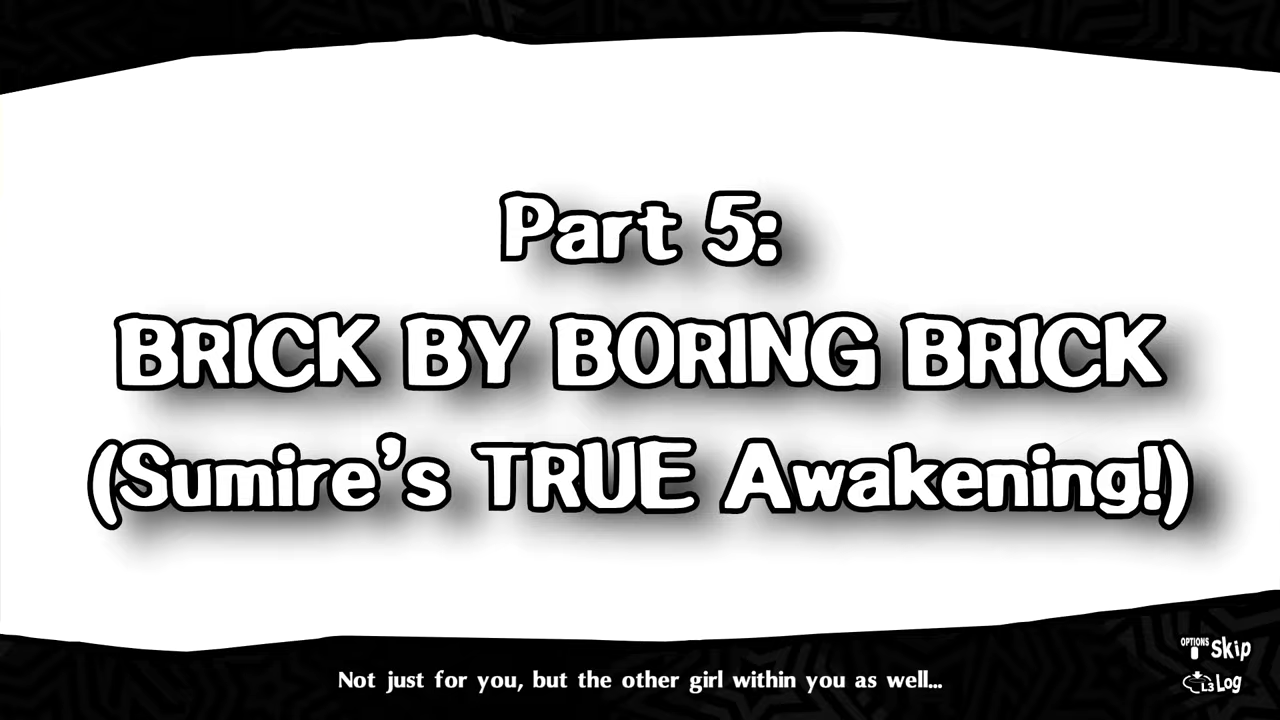 Part 5:
BRICK BY BORING BRICK
(Sumire's TRUE Awakening!)
OPTIONS Skip
L3 Log
Not just for you, but the other girl within you as well...